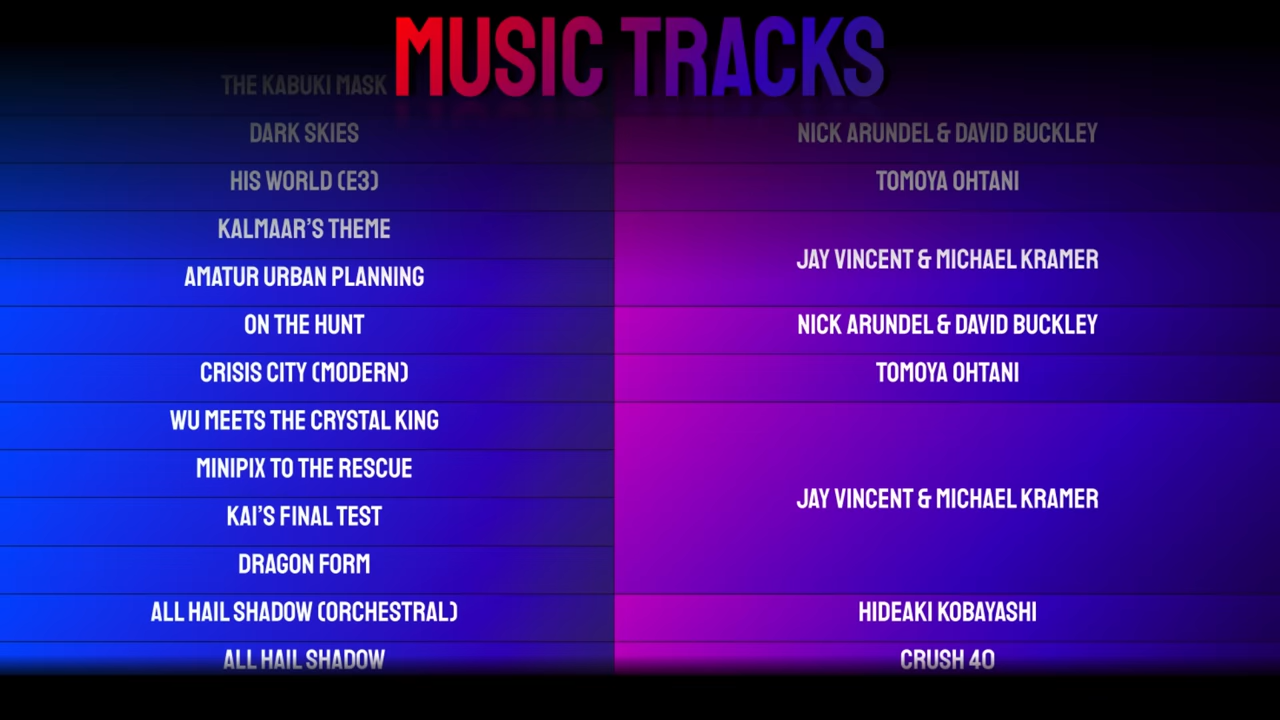 MUSIC TRACKS
THE KABUKI MASK
DARK SKIES
NICK ARUNDEL & DAVID BUCKLEY
HIS WORLD (E3)
TOMOYA OHTANI
KALMAAR'S THEME
JAY VINCENT & MICHAEL KRAMER
AMATUR URBAN PLANNING
ON THE HUNT
NICK ARUNDEL & DAVID BUCKLEY
CRISIS CITY (MODERN)
TOMOYA OHTANI
WU MEETS THE CRYSTAL KING
MINIPIX TO THE RESCUE
JAY VINCENT & MICHAEL KRAMER
KAI'S FINAL TEST
DRAGON FORM
ALL HAIL SHADOW (ORCHESTRAL)
HIDEAKI KOBAYASHI
ALL HAIL SHADOW
CRUSH 40